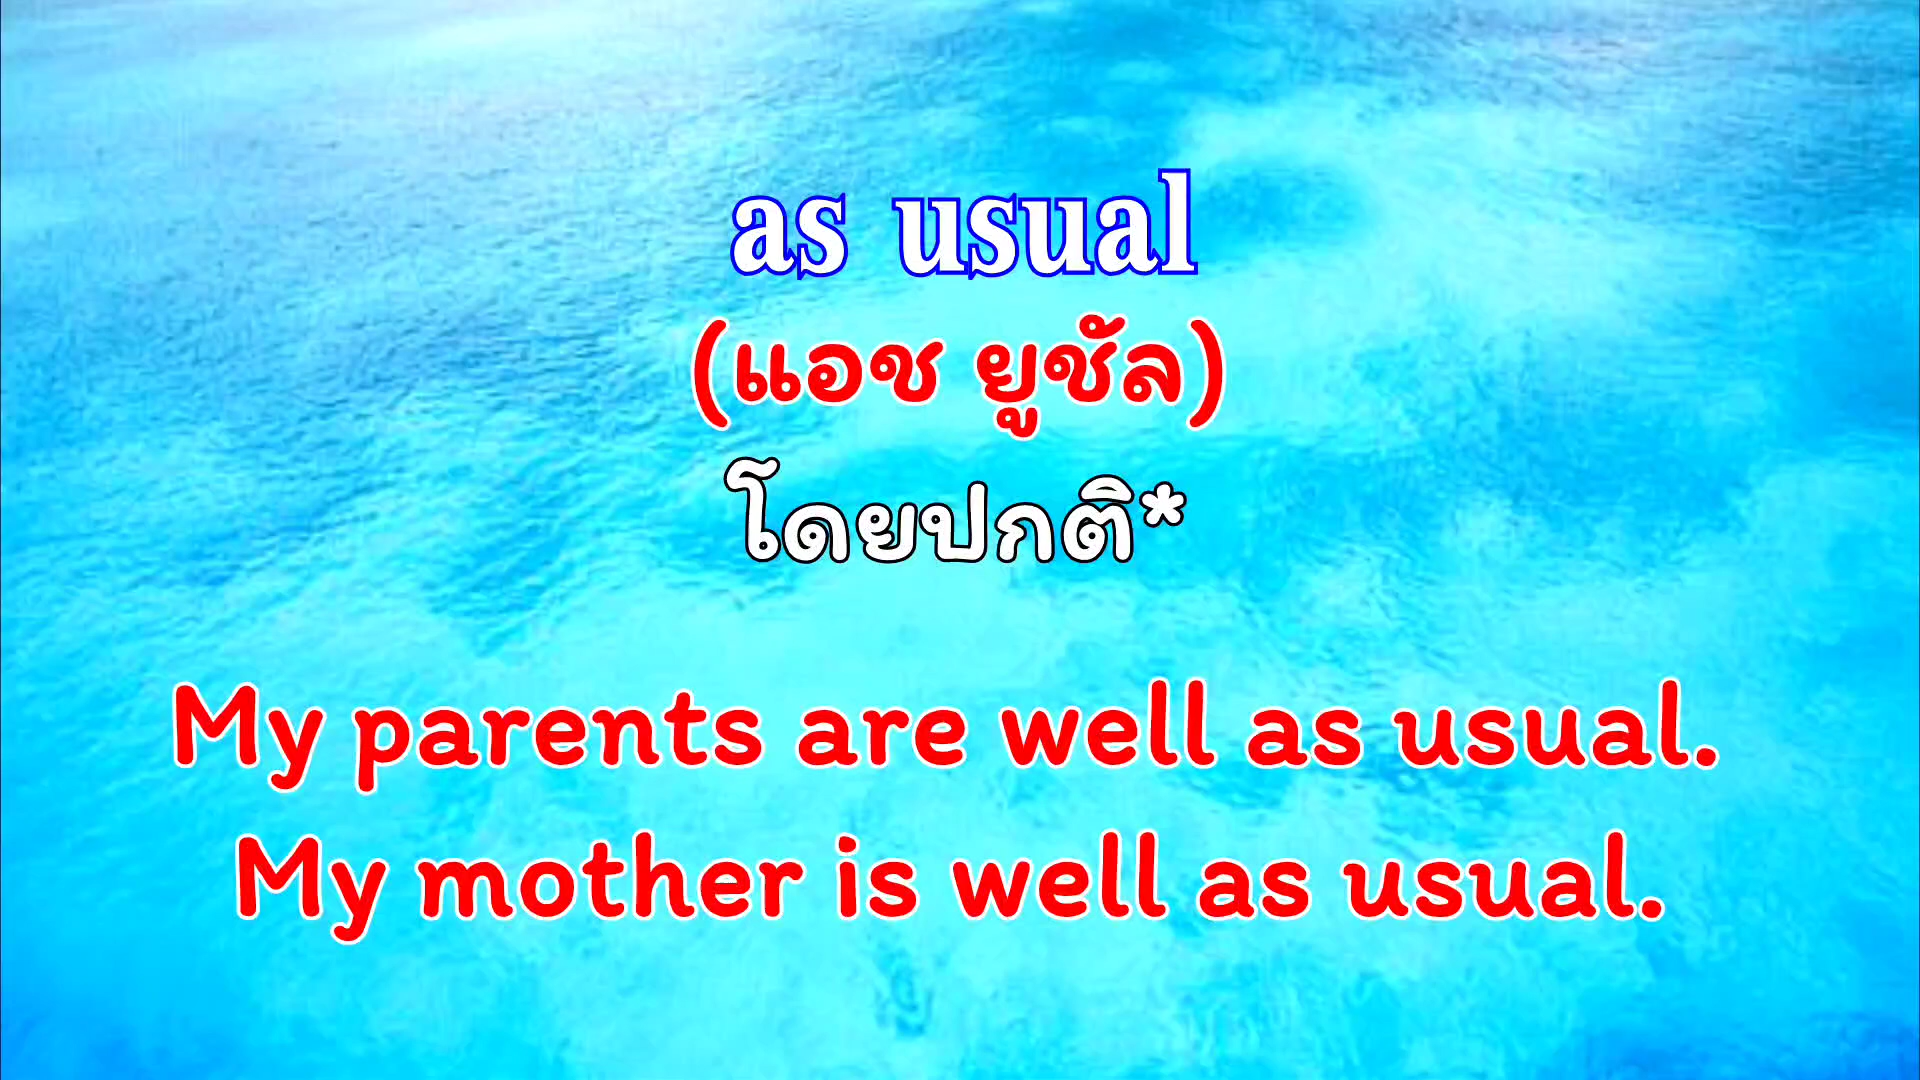 as usual
(แอช ยูชัล)
โดยปกติ*
My parents are well as usual.
My mother is well as usual.